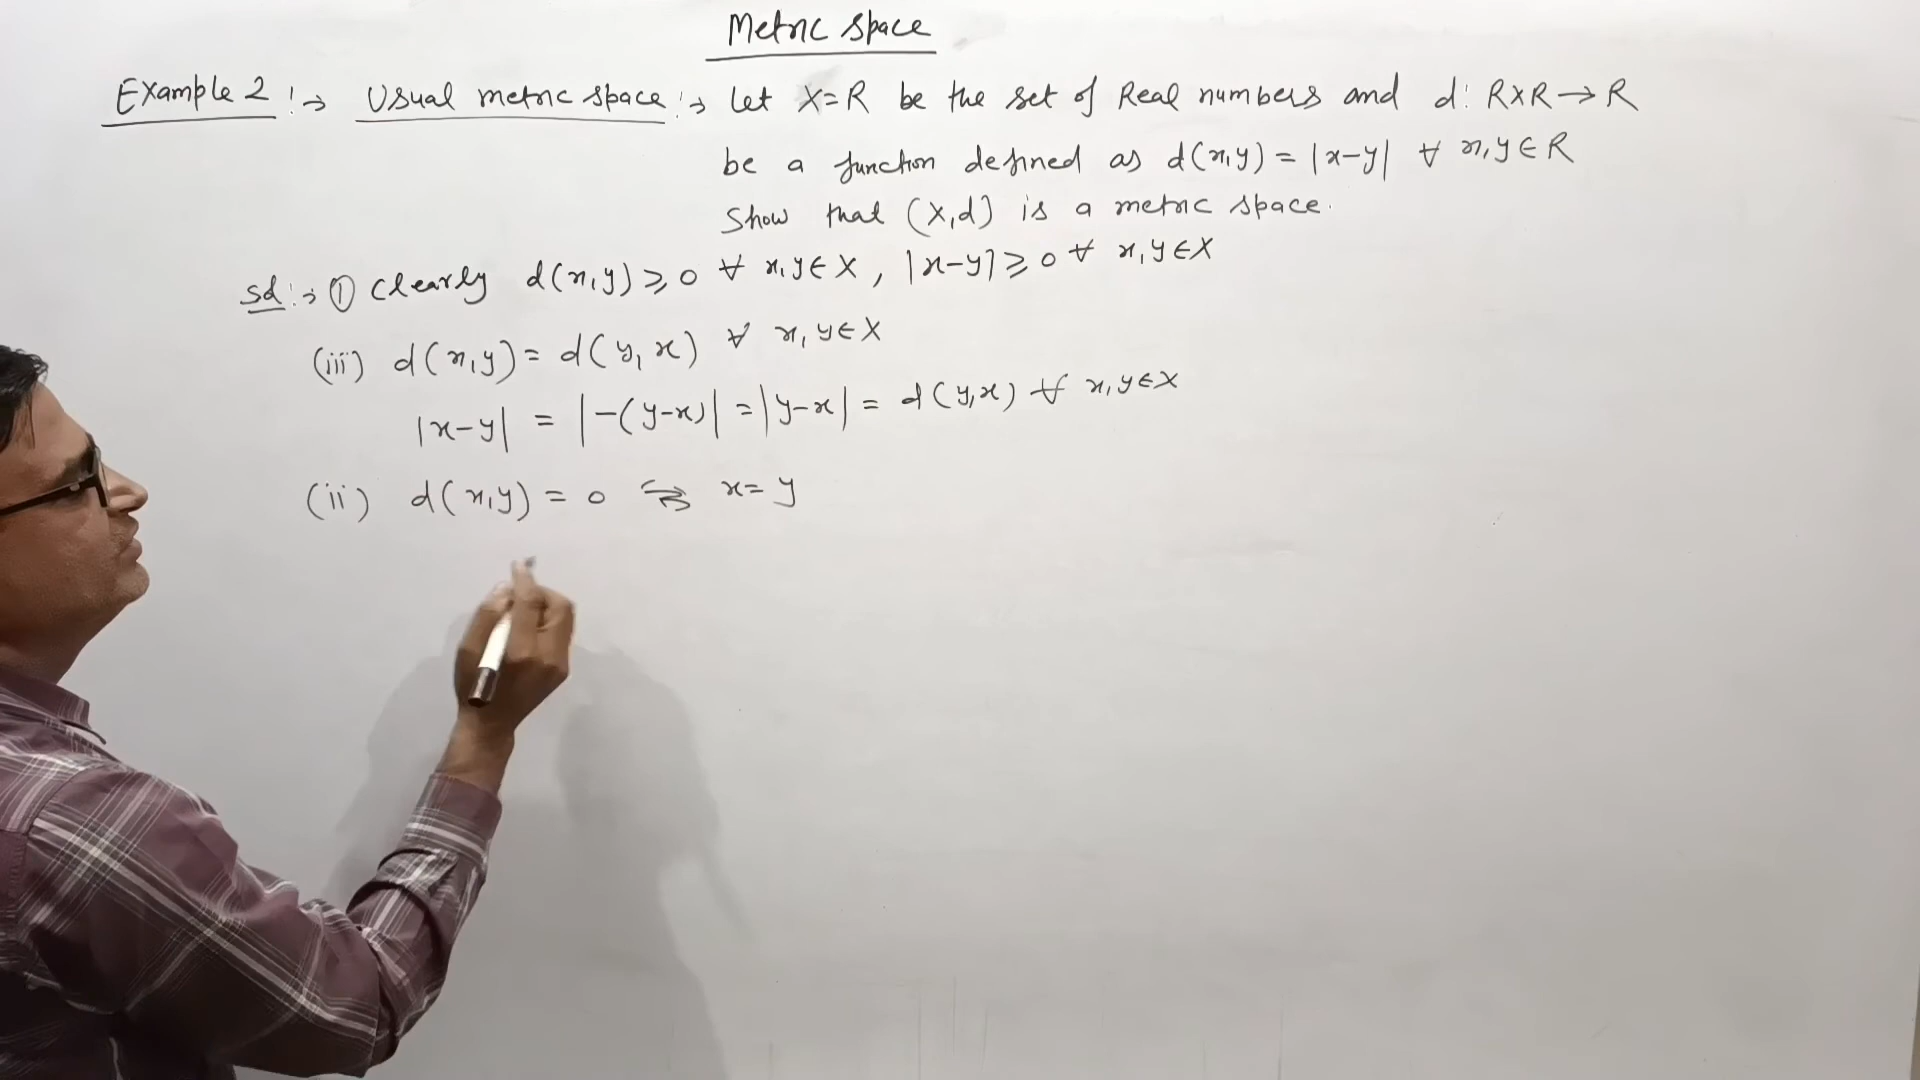 Metric space
Example 2 :→ Usual metric space :→ Let X=R be the set of Real numbers and d: R×R→R
be a function defined as d(x,y) = |x-y| ∀ x,y∈R
Show that (X,d) is a metric space.
Sol :→ ① Clearly d(x,y) ≥ 0 ∀ x,y∈X, |x-y| ≥ 0 ∀ x,y∈X
(iii) d(x,y) = d(y,x) ∀ x,y∈X
|x-y| = |-(y-x)| = |y-x| = d(y,x) ∀ x,y∈X
(ii) d(x,y) = 0 ⇔ x=y